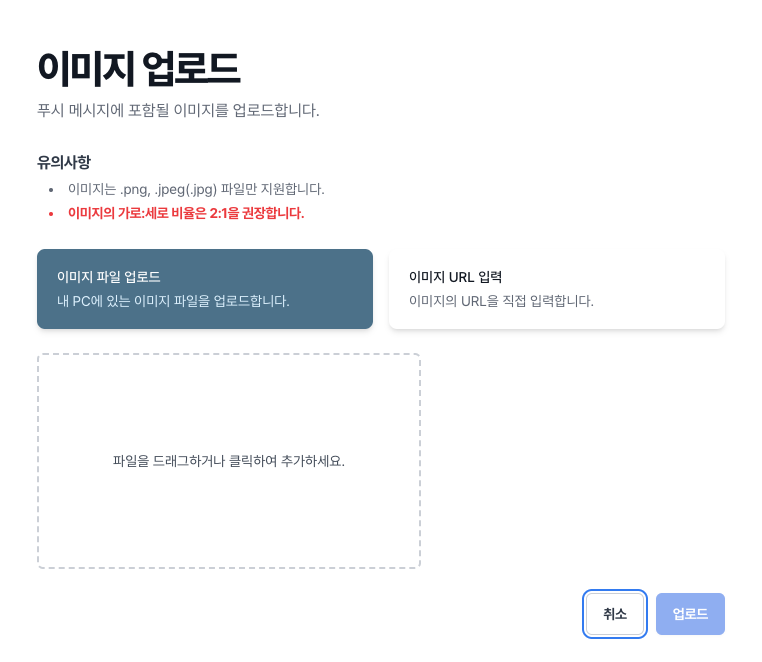 이미지 업로드
푸시 메시지에 포함될 이미지를 업로드합니다.
유의사항
• 이미지는 .png, .jpeg(.jpg) 파일만 지원합니다.
• 이미지의 가로:세로 비율은 2:1을 권장합니다.
이미지 파일 업로드
내 PC에 있는 이미지 파일을 업로드합니다.
이미지 URL 입력
이미지의 URL을 직접 입력합니다.
파일을 드래그하거나 클릭하여 추가하세요.
취소
업로드